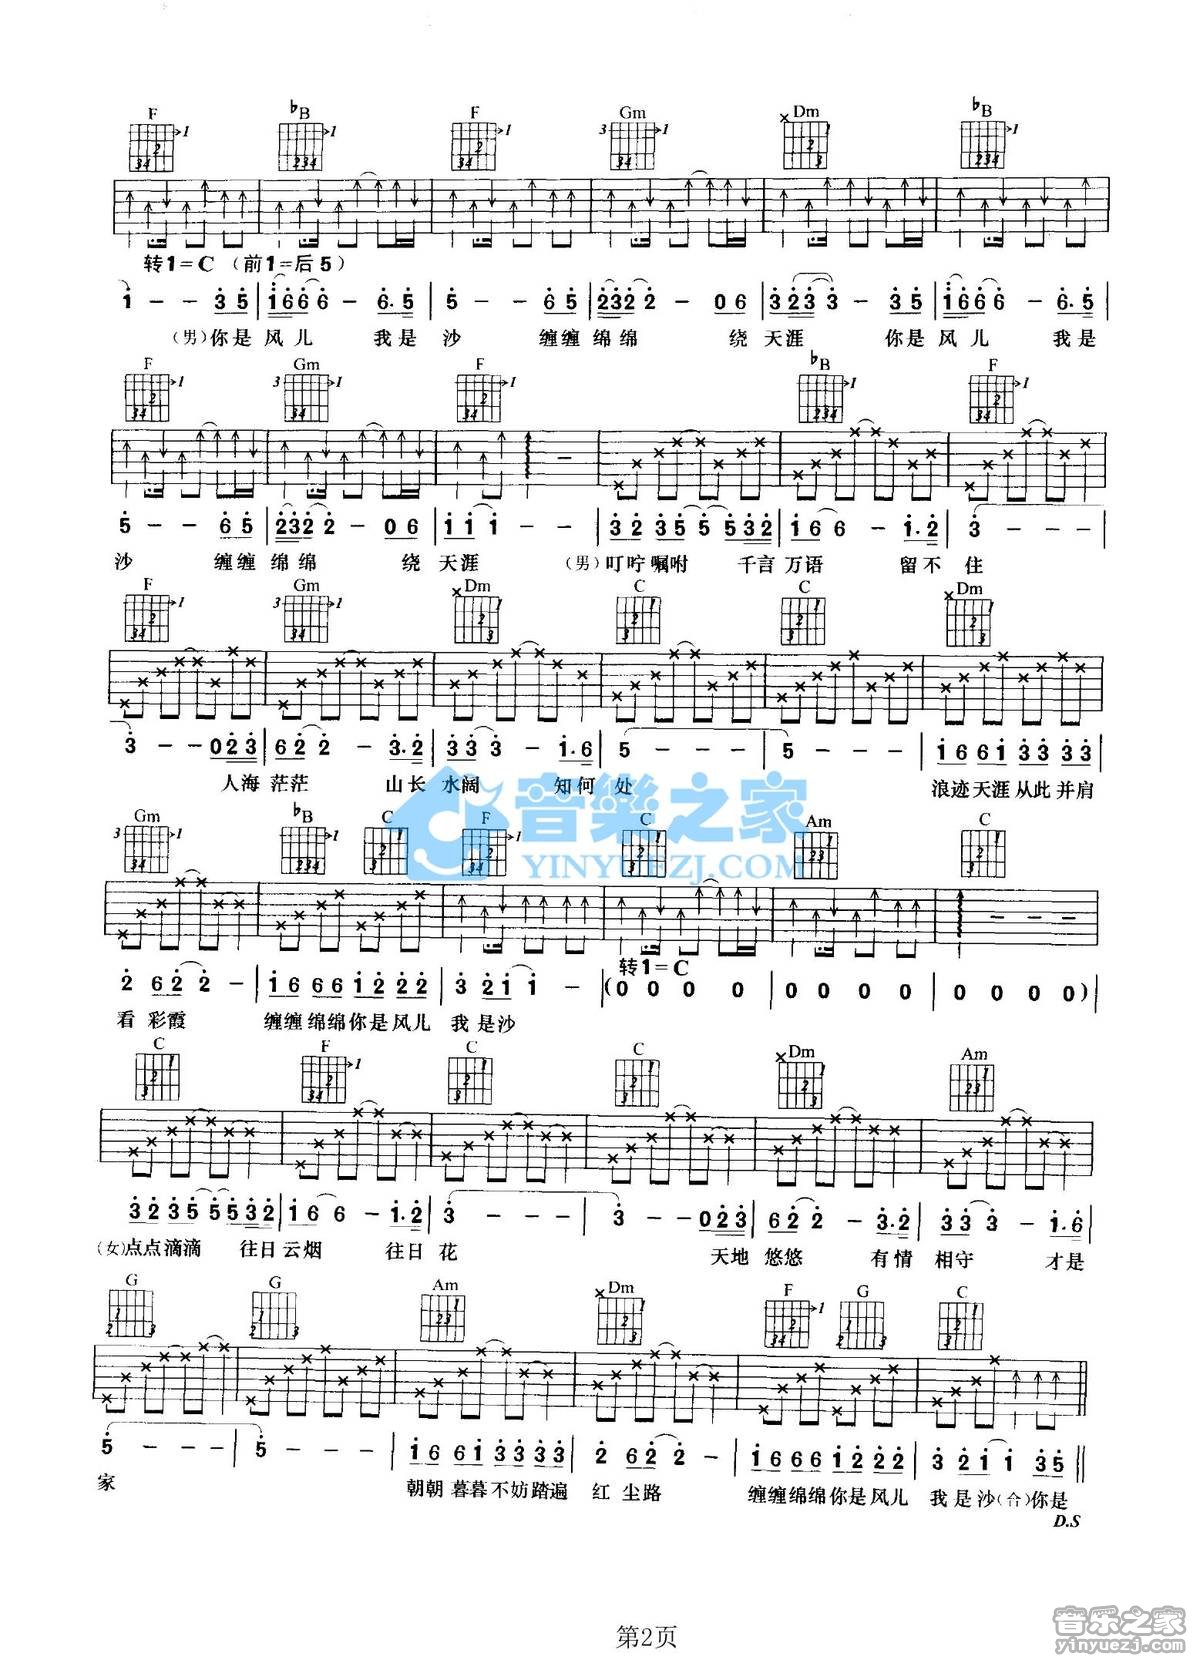 F ♭B F Gm ×Dm ♭B
转1=C（前1=后5）
1 - - 3 5 | 1 6 6 6 - 6. 5 | 5 - - 6 5 | 2 3 2 2 - 0 6 | 3 2 3 3 - 3 5 | 1 6 6 6 - 6. 5
(男)你是风儿 我是 沙 缠缠 绵绵 绕 天涯 你是 风儿 我是
F Gm F ♭B F
5 - - 6 5 | 2 3 2 2 - 0 6 | 1 1 1 - | 3 2 3 5 5 5 3 2 | 1 6 6 - 1. 2 | 3 - - -
沙 缠缠 绵绵 绕 天涯 (男)叮咛嘱咐 千言万语 留不 住
F Gm ×Dm C C ×Dm
3 - - 0 2 3 | 6 2 2 - 3. 2 | 3 3 3 - 1. 6 | 5 - - - | 5 - - - | 1 6 6 1 3 3 3 3
人海 茫茫 山长 水阔 知何 处 浪迹天涯从此并肩
Gm ♭B C F C Am C
转1=C
2 6 2 2 - | 1 6 6 6 1 2 2 2 | 3 2 1 1 - | (0 0 0 0 | 0 0 0 0 | 0 0 0 0)
看 彩霞 缠缠绵绵你是风儿 我是沙
C F C C ×Dm Am
3 2 3 5 5 5 3 2 | 1 6 6 - 1. 2 | 3 - - - | 3 - - 0 2 3 | 6 2 2 - 3. 2 | 3 3 3 - 1. 6
(女)点点滴滴 往日云烟 往日 花 天地 悠悠 有情 相守 才是
G G Am ×Dm F G C
5 - - - | 5 - - - | 1 6 6 1 3 3 3 3 | 2 6 2 2 - | 1 6 6 6 1 2 2 2 | 3 2 1 1 3 5
家 朝朝暮暮不妨踏遍 红 尘路 缠缠绵绵你是风儿 我是沙(合)你是
D.S
音樂之家
YINYUEZJ.COM
第2页
音乐之家
yinyuezj.com